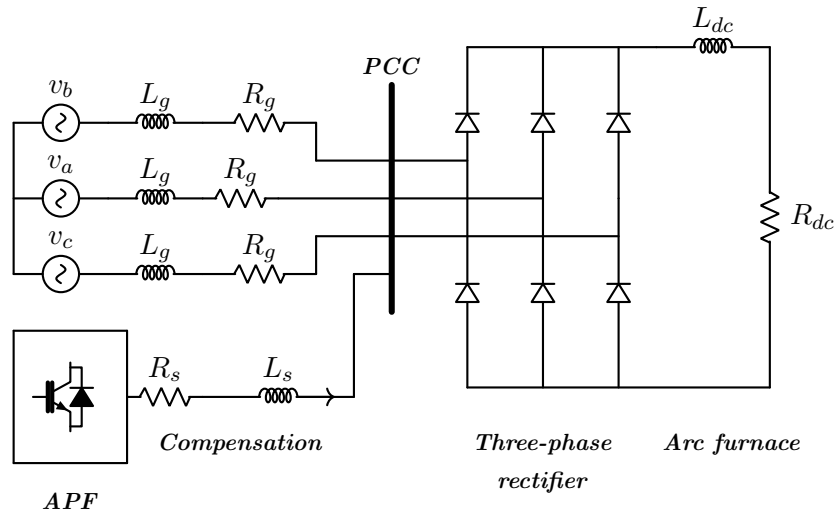 L_dc
PCC
v_b
L_g
R_g
v_a
L_g
R_g
R_dc
v_c
L_g
R_g
R_s
L_s
Compensation
Three-phase
rectifier
Arc furnace
APF